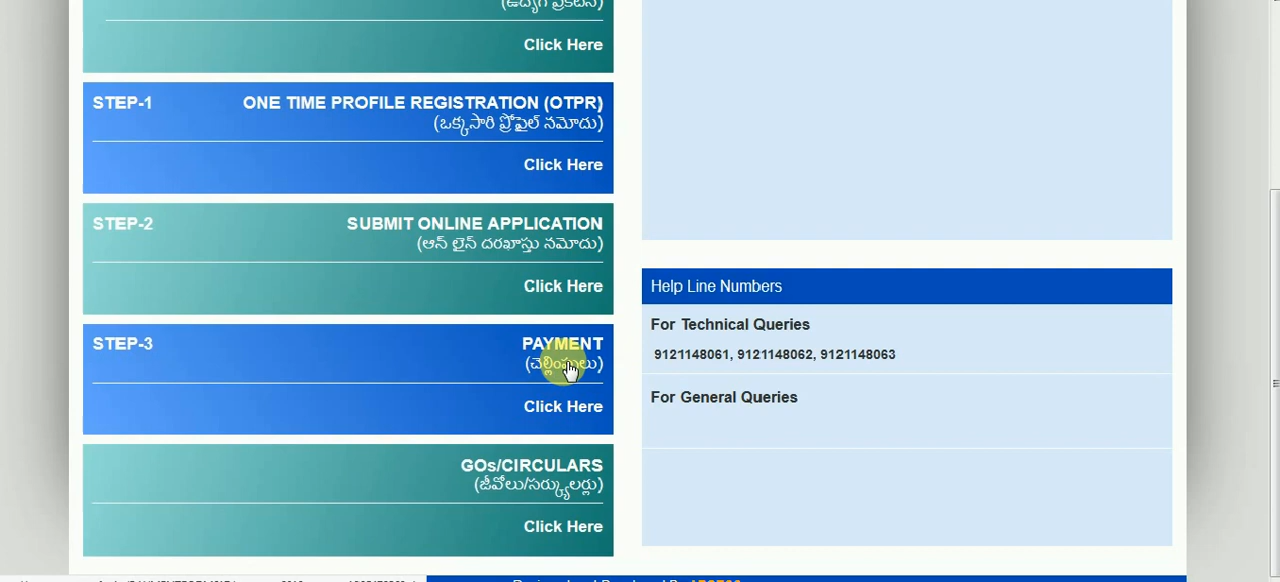 (ఉద్యోగ ప్రకటన)
Click Here
STEP-1
ONE TIME PROFILE REGISTRATION (OTPR)
(ఒక్కసారి ప్రోఫైల్ నమోదు)
Click Here
STEP-2
SUBMIT ONLINE APPLICATION
(ఆన్ లైన్ దరఖాస్తు నమోదు)
Click Here
STEP-3
PAYMENT
(చెల్లింపులు)
Click Here
GOs/CIRCULARS
(జీవోలు/సర్క్యులర్లు)
Click Here
Help Line Numbers
For Technical Queries
9121148061, 9121148062, 9121148063
For General Queries